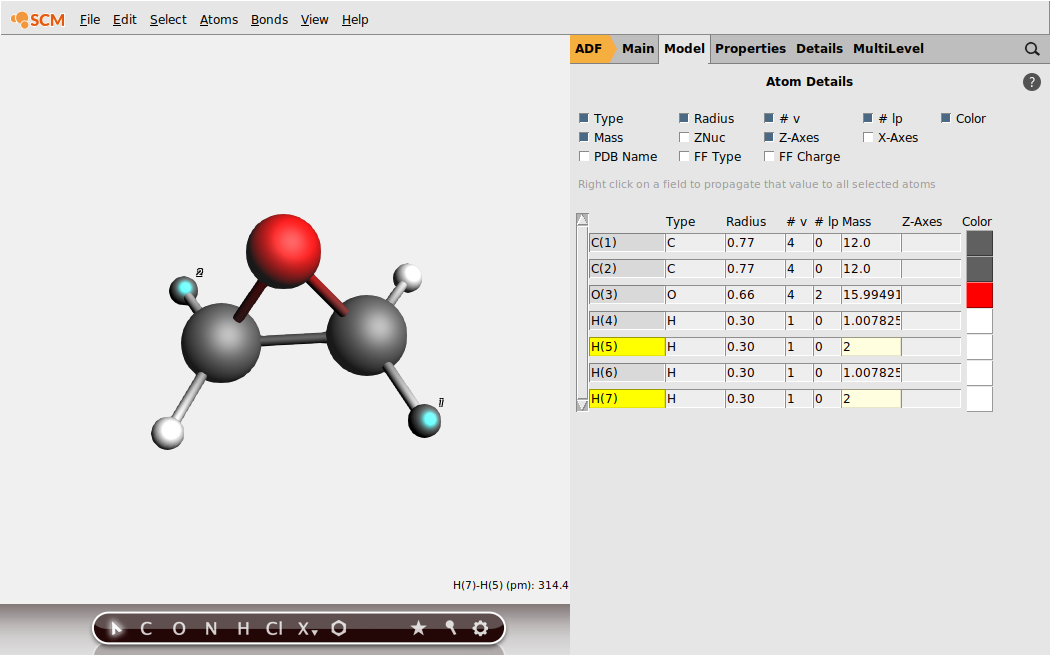 SCM File Edit Select Atoms Bonds View Help
ADF Main Model Properties Details MultiLevel
Atom Details ?
Type Radius # v # lp Color
Mass ZNuc Z-Axes X-Axes
PDB Name FF Type FF Charge
Right click on a field to propagate that value to all selected atoms
Type Radius # v # lp Mass Z-Axes Color
C(1) C 0.77 4 0 12.0
C(2) C 0.77 4 0 12.0
O(3) O 0.66 4 2 15.99491
H(4) H 0.30 1 0 1.007825
H(5) H 0.30 1 0 2
H(6) H 0.30 1 0 1.007825
H(7) H 0.30 1 0 2
2
1
H(7)-H(5) (pm): 314.4
C O N H Cl X